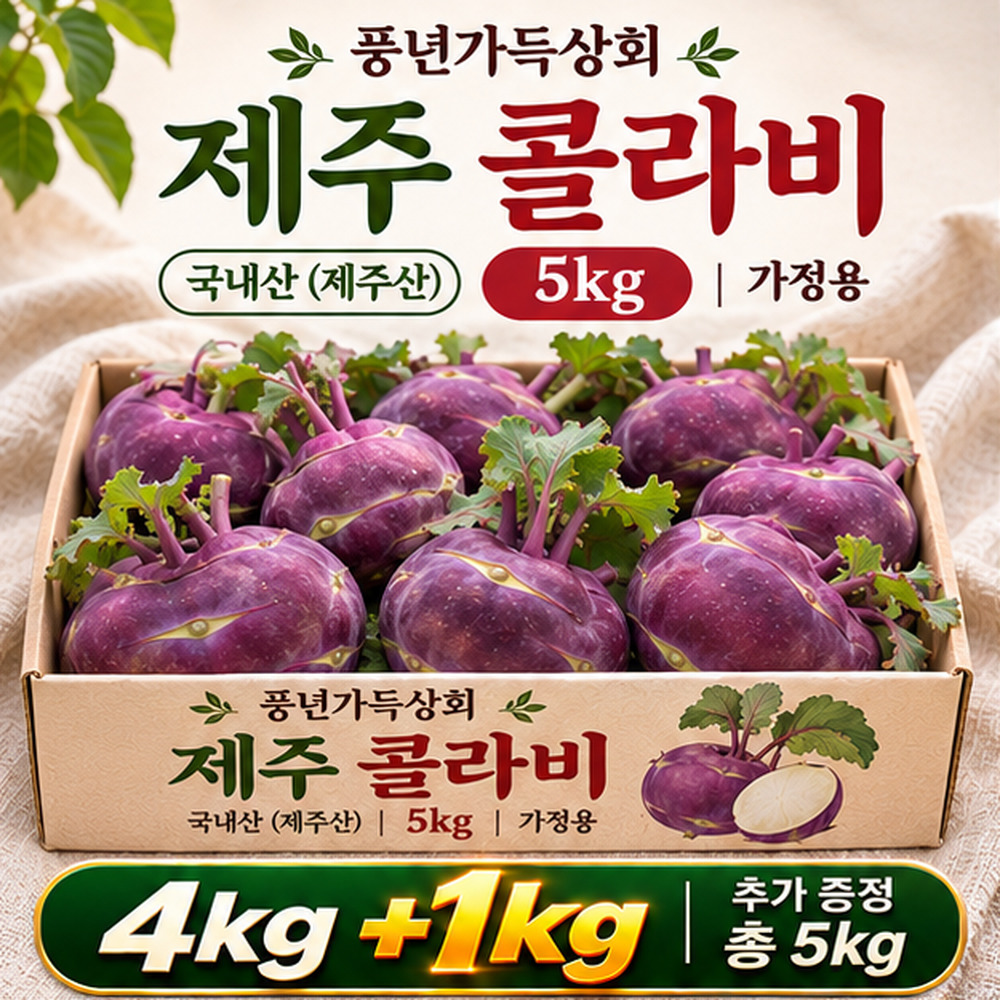 풍년가득상회
제주 콜라비
국내산 (제주산) 5kg | 가정용
풍년가득상회
제주 콜라비
국내산 (제주산) | 5kg | 가정용
4kg +1kg | 추가 증정
총 5kg